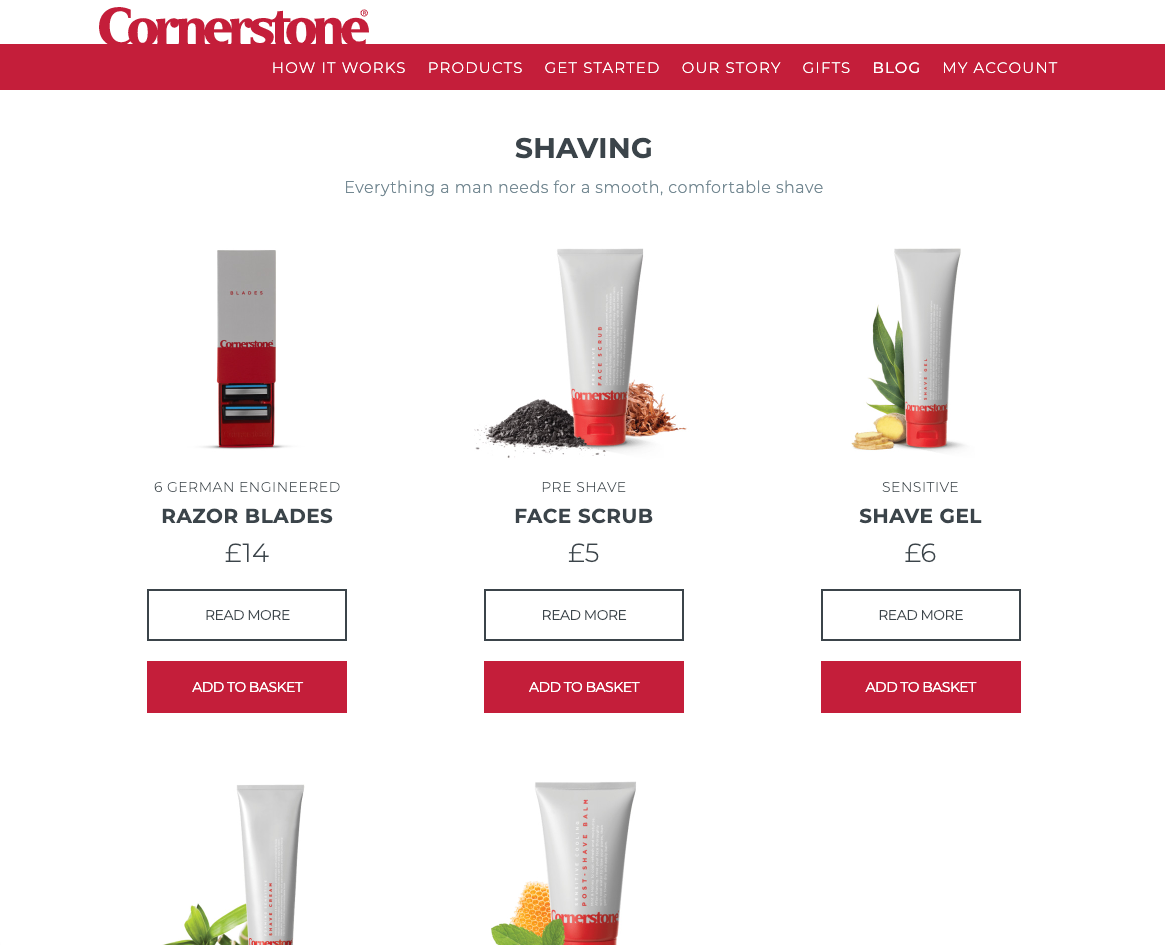 Cornerstone®
HOW IT WORKS PRODUCTS GET STARTED OUR STORY GIFTS BLOG MY ACCOUNT
SHAVING
Everything a man needs for a smooth, comfortable shave
BLADES
Cornerstone
FACE SCRUB
Cornerstone
SHAVE GEL
Cornerstone
6 GERMAN ENGINEERED
RAZOR BLADES
£14
READ MORE
ADD TO BASKET
PRE SHAVE
FACE SCRUB
£5
READ MORE
ADD TO BASKET
SENSITIVE
SHAVE GEL
£6
READ MORE
ADD TO BASKET
SHAVE CREAM
Cornerstone
POST-SHAVE BALM
Cornerstone